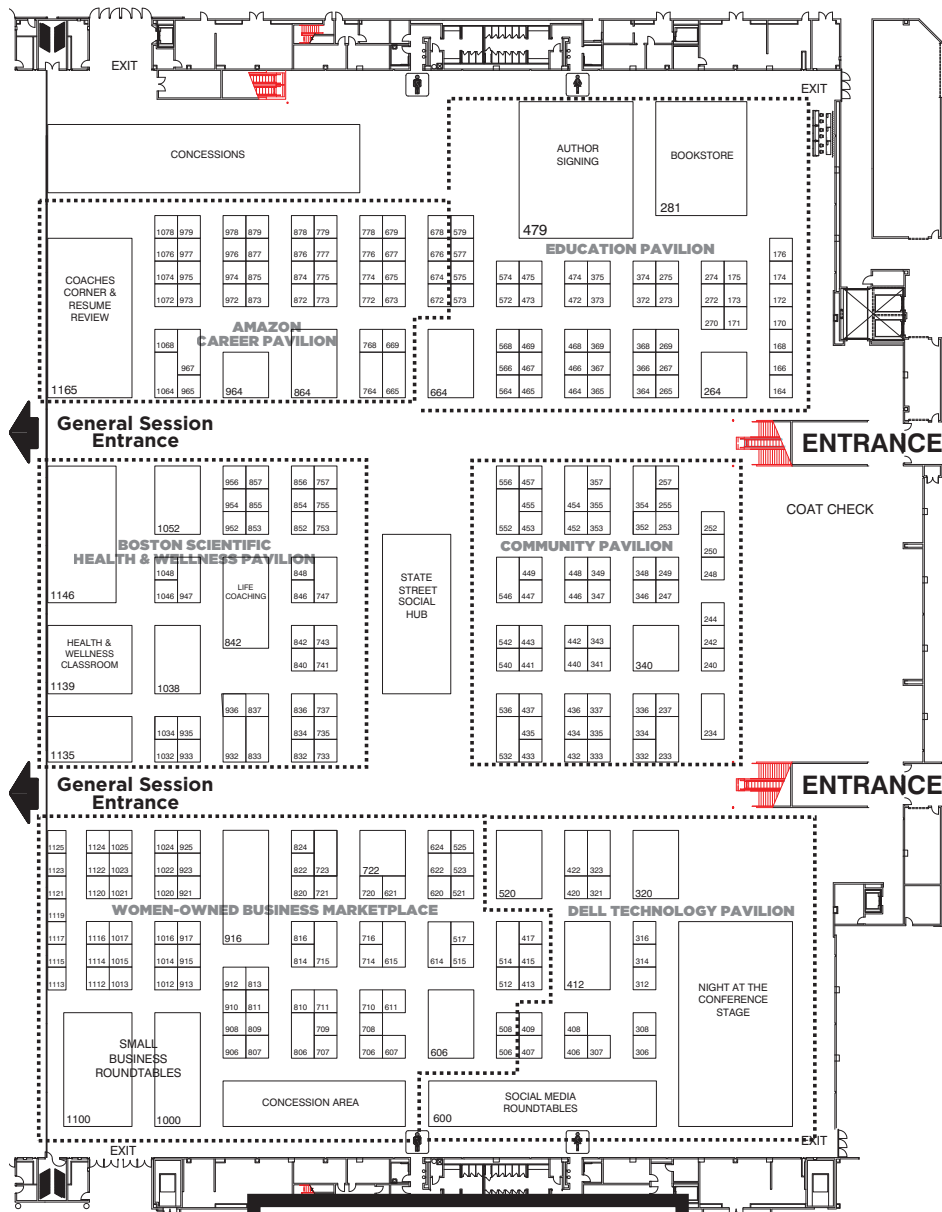 EXIT
EXIT
CONCESSIONS
AUTHOR
SIGNING
479
BOOKSTORE
281
EDUCATION PAVILION
1078 979 978 879 878 779 778 679 678 579
1076 977 976 877 876 777 776 677 676 577
1074 975 974 875 874 775 774 675 674 575
1072 973 972 873 872 773 772 673 672 573
574 475 474 375 374 275 274 175
572 473 472 373 372 273 272 173
270 171
176
174
172
170
168
166
164
COACHES
CORNER &
RESUME
REVIEW
1165
AMAZON
CAREER PAVILION
1068
967
1064 965
964
864
768 669
764 665
664
568 469 468 369 368 269
566 467 466 367 366 267
564 465 464 365 364 265
264
General Session
Entrance
ENTRANCE
COAT CHECK
1146
1052
956 857 856 757
954 855 854 755
952 853 852 753
BOSTON SCIENTIFIC
HEALTH & WELLNESS PAVILION
1048
1046 947
LIFE
COACHING
842
848
846 747
HEALTH &
WELLNESS
CLASSROOM
1139
1038
842 743
840 741
1135
1034 935
1032 933
936 837
932 833
836 737
834 735
832 733
STATE
STREET
SOCIAL
HUB
556 457 357 257
455 354 255
552 453 452 353 352 253
COMMUNITY PAVILION
252
250
248
449 448 349 348 249
546 447 446 347 346 247
244
242
240
542 443 442 343
540 441 440 341
340
536 437 436 337 336 237
435 434 335 334
532 433 432 333 332 233
234
General Session
Entrance
ENTRANCE
1125 1124 1025 1024 925
1123 1122 1023 1022 923
1121 1120 1021 1020 921
1119
1117 1116 1017 1016 917
1115 1114 1015 1014 915
1113 1112 1013 1012 913
WOMEN-OWNED BUSINESS MARKETPLACE
916
824
822 723
820 721
722
720 621
624 525
622 523
620 521
816
814 715
716
714 615
517
614 515
912 813
910 811
908 809
906 807
810 711
709
806 707
710 611
708
706 607
606
SMALL
BUSINESS
ROUNDTABLES
1100
1000
CONCESSION AREA
520
422 323
420 321
320
DELL TECHNOLOGY PAVILION
417
514 415
512 413
412
316
314
312
508 409
506 407
408
406 307
308
306
NIGHT AT THE
CONFERENCE
STAGE
SOCIAL MEDIA
ROUNDTABLES
600
EXIT
EXIT